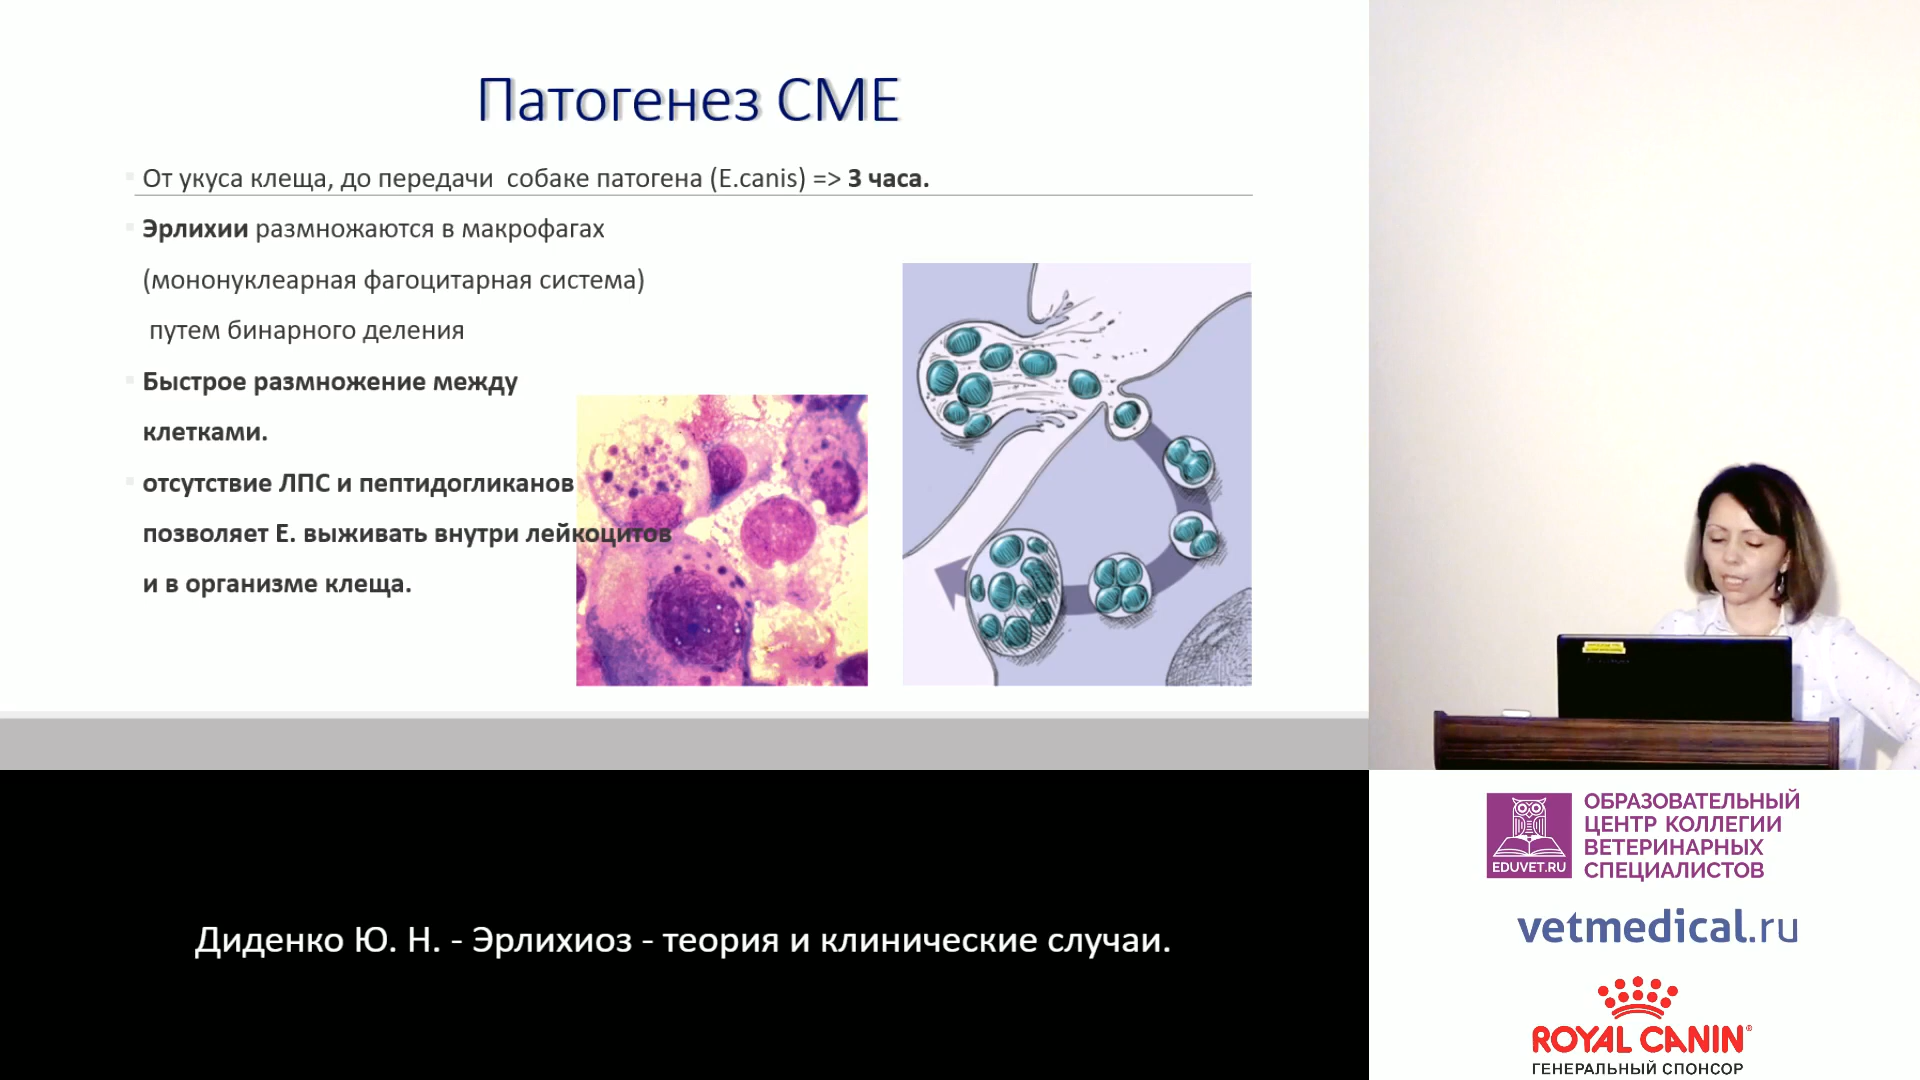 Патогенез CME
От укуса клеща, до передачи собаке патогена (E.canis) => 3 часа.
Эрлихии размножаются в макрофагах
(мононуклеарная фагоцитарная система)
путем бинарного деления
Быстрое размножение между
клетками.
отсутствие ЛПС и пептидогликанов
позволяет Е. выживать внутри лейкоцитов
и в организме клеща.
Диденко Ю. Н. - Эрлихиоз - теория и клинические случаи.
EDUVET.RU
ОБРАЗОВАТЕЛЬНЫЙ
ЦЕНТР КОЛЛЕГИИ
ВЕТЕРИНАРНЫХ
СПЕЦИАЛИСТОВ
vetmedical.ru
ROYAL CANIN®
ГЕНЕРАЛЬНЫЙ СПОНСОР